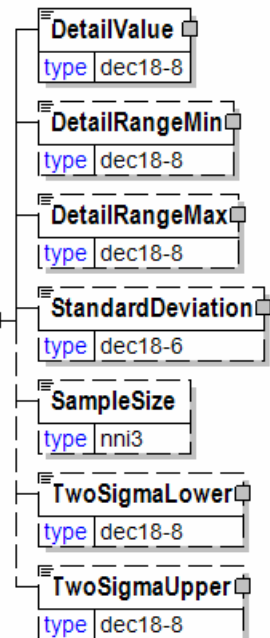 DetailValue
type dec18-8
DetailRangeMin
type dec18-8
DetailRangeMax
type dec18-8
StandardDeviation
type dec18-6
SampleSize
type nni3
TwoSigmaLower
type dec18-8
TwoSigmaUpper
type dec18-8